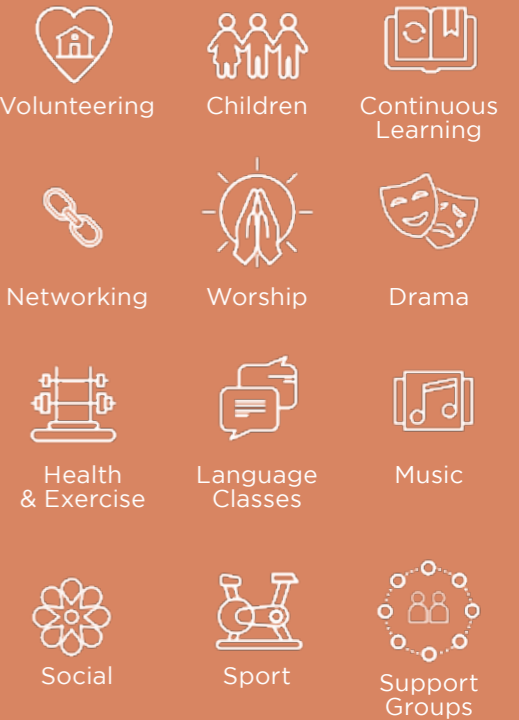 Volunteering
Children
Continuous
Learning
Networking
Worship
Drama
Health
& Exercise
Language
Classes
Music
Social
Sport
Support
Groups